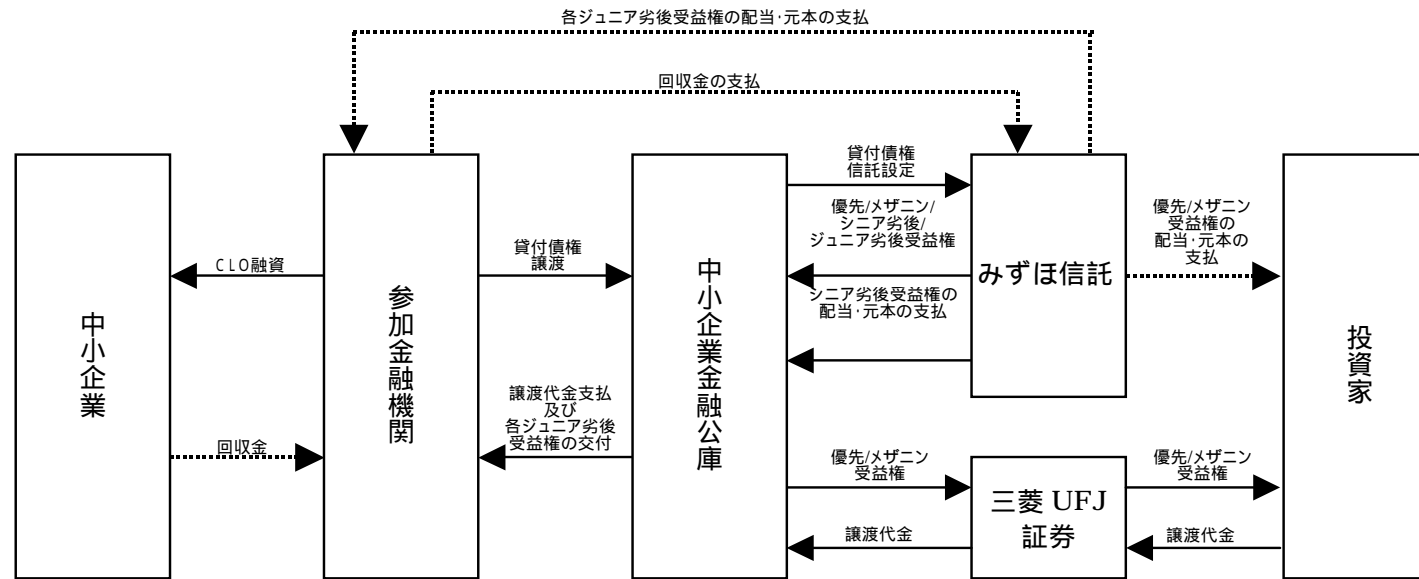 各ジュニア劣後受益権の配当･元本の支払
回収金の支払
中小企業
CLO融資
回収金
参加金融機関
貸付債権
譲渡
譲渡代金支払
及び
各ジュニア劣後
受益権の交付
中小企業金融公庫
貸付債権
信託設定
優先/メザニン/
シニア劣後/
ジュニア劣後受益権
シニア劣後受益権の
配当･元本の支払
優先/メザニン
受益権
譲渡代金
みずほ信託
三菱 UFJ
証券
優先/メザニン
受益権の
配当･元本の
支払
優先/メザニン
受益権
譲渡代金
投資家